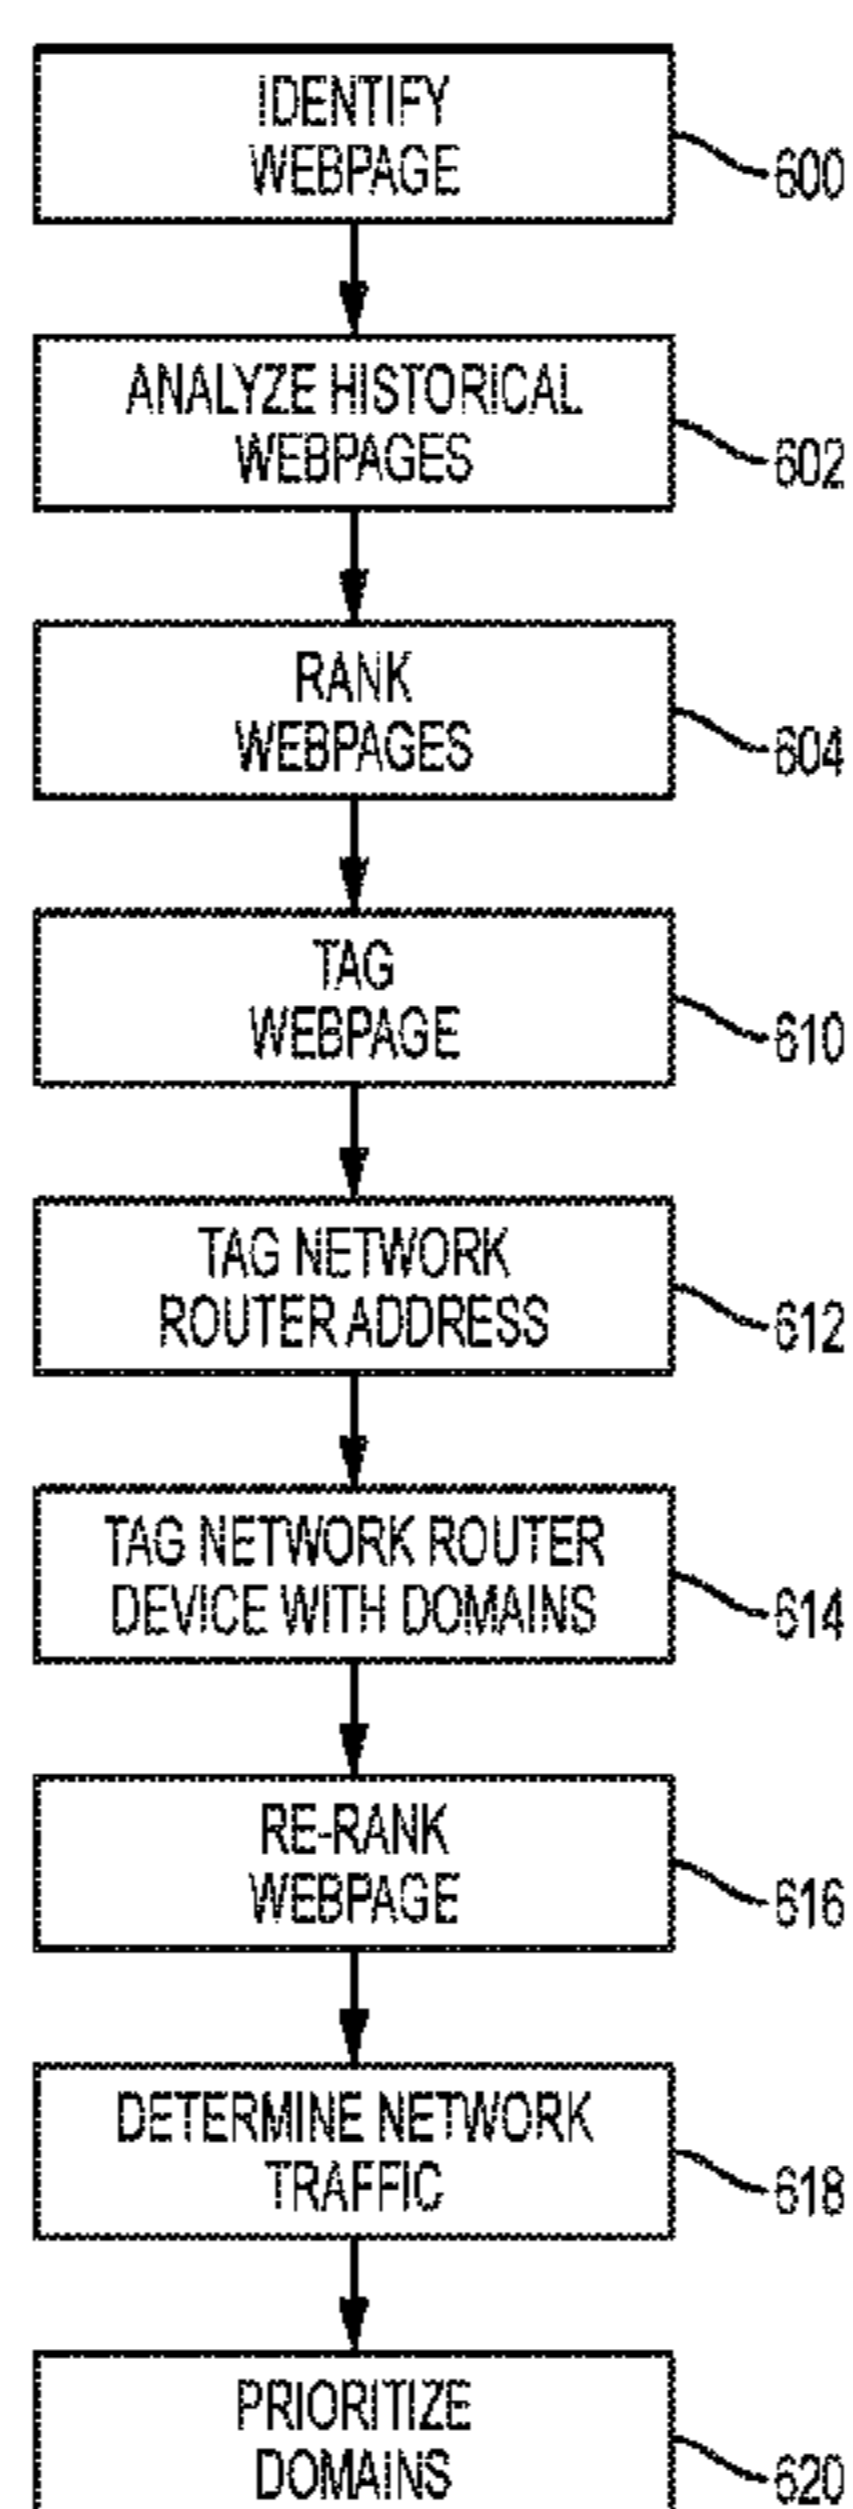 IDENTIFY
WEBPAGE
600
ANALYZE HISTORICAL
WEBPAGES
602
RANK
WEBPAGES
604
TAG
WEBPAGE
610
TAG NETWORK
ROUTER ADDRESS
612
TAG NETWORK ROUTER
DEVICE WITH DOMAINS
614
RE-RANK
WEBPAGE
616
DETERMINE NETWORK
TRAFFIC
618
PRIORITIZE
DOMAINS
620